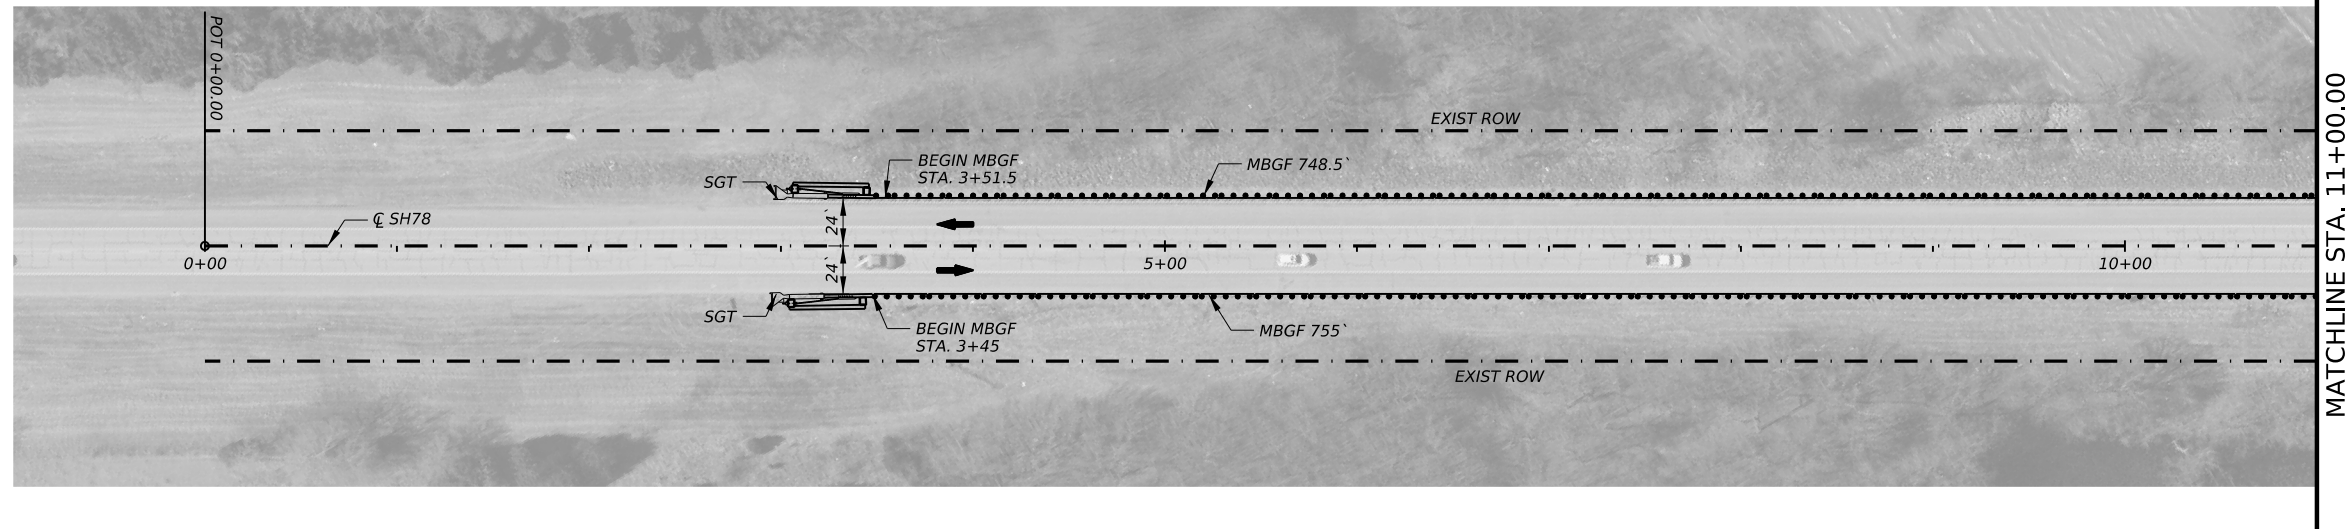 POT 0+00.00
EXIST ROW
BEGIN MBGF
STA. 3+51.5
MBGF 748.5`
SGT
℄ SH78
24`
24`
0+00
5+00
10+00
SGT
BEGIN MBGF
STA. 3+45
MBGF 755`
EXIST ROW
MATCHLINE STA. 11+00.00